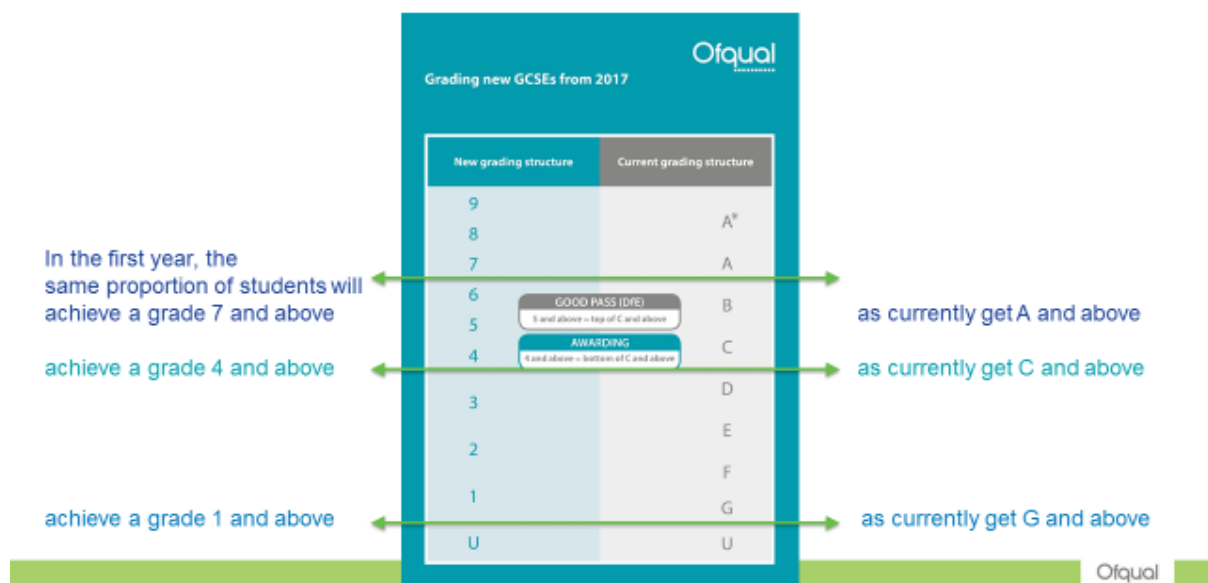 Ofqual
Grading new GCSEs from 2017
New grading structure
Current grading structure
9
8
7
6
5
4
3
2
1
U
A*
A
B
C
D
E
F
G
U
GOOD PASS (DfE)
5 and above = top of C and above
AWARDING
4 and above = bottom of C and above
In the first year, the
same proportion of students will
achieve a grade 7 and above
as currently get A and above
achieve a grade 4 and above
as currently get C and above
achieve a grade 1 and above
as currently get G and above
Ofqual